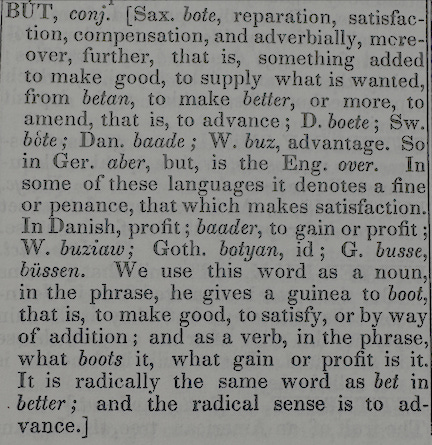 BUT, conj. [Sax. bote, reparation, satisfac-
tion, compensation, and adverbially, more-
over, further, that is, something added
to make good, to supply what is wanted,
from betan, to make better, or more, to
amend, that is, to advance; D. boete; Sw.
bòte; Dan. baade; W. buz, advantage. So
in Ger. aber, but, is the Eng. over. In
some of these languages it denotes a fine
or penance, that which makes satisfaction.
In Danish, profit; baader, to gain or profit;
W. buziaw; Goth. botyan, id; G. busse,
büssen. We use this word as a noun,
in the phrase, he gives a guinea to boot,
that is, to make good, to satisfy, or by way
of addition; and as a verb, in the phrase,
what boots it, what gain or profit is it.
It is radically the same word as bet in
better; and the radical sense is to ad-
vance.]